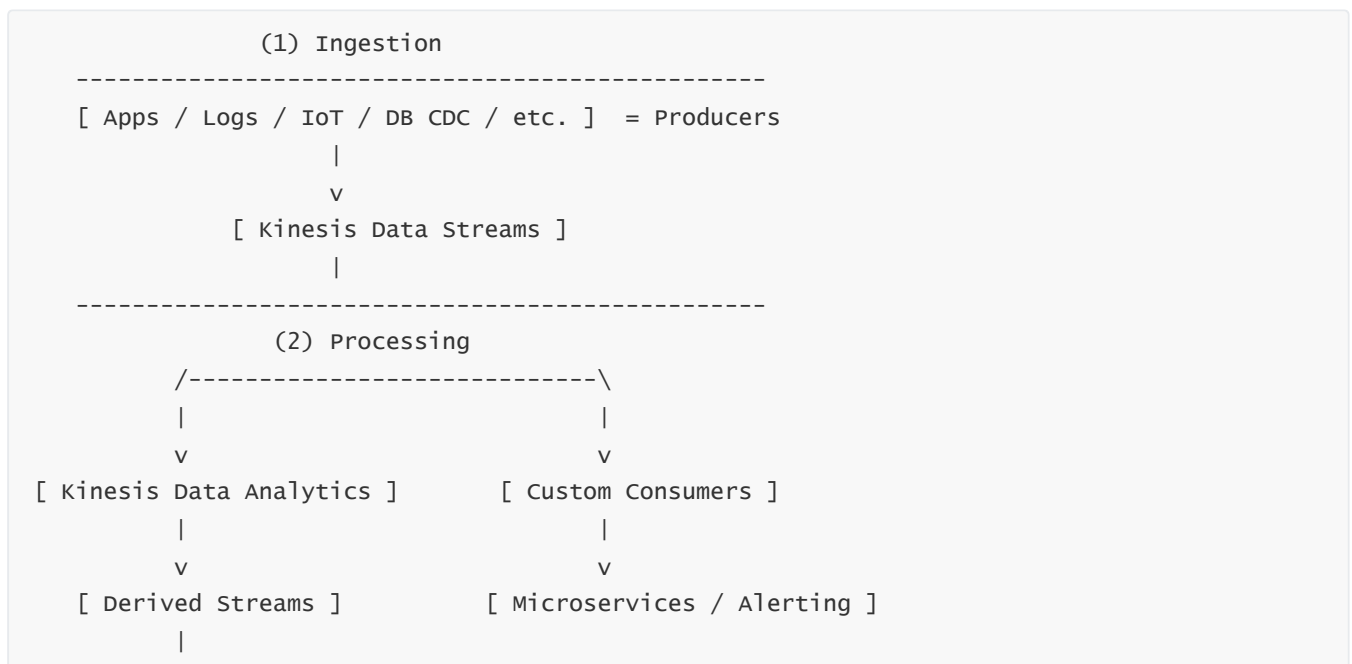 (1) Ingestion
-------------------------------------------------
[ Apps / Logs / IoT / DB CDC / etc. ]  = Producers
|
v
[ Kinesis Data Streams ]
|
-------------------------------------------------
(2) Processing
/-----------------------------\
|                              |
v                              v
[ Kinesis Data Analytics ]       [ Custom Consumers ]
|                              |
v                              v
[ Derived Streams ]          [ Microservices / Alerting ]
|